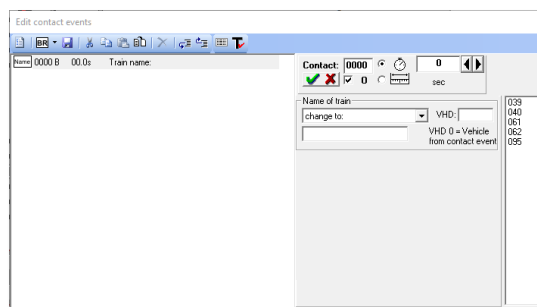 Edit contact events
BR
Name 0000 B 00.0s Train name:
Contact: 0000 0
0 sec
Name of train
change to: VHD:
VHD 0 = Vehicle
from contact event
039
040
061
062
095